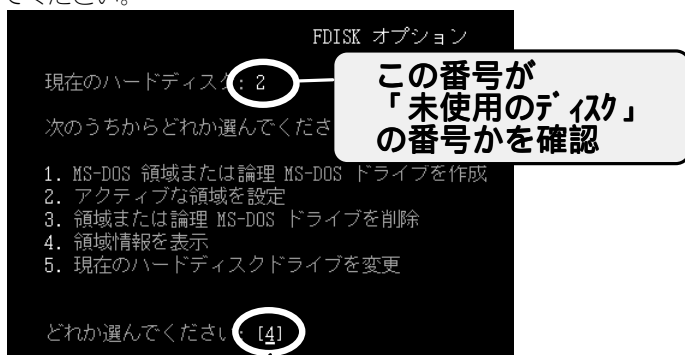 てください。
FDISK オプション
現在のハードディスク: 2
この番号が
「未使用のディスク」
の番号かを確認
次のうちからどれか選んでくださ
1. MS-DOS 領域または論理 MS-DOS ドライブを作成
2. アクティブな領域を設定
3. 領域または論理 MS-DOS ドライブを削除
4. 領域情報を表示
5. 現在のハードディスクドライブを変更
どれか選んでください: [4]